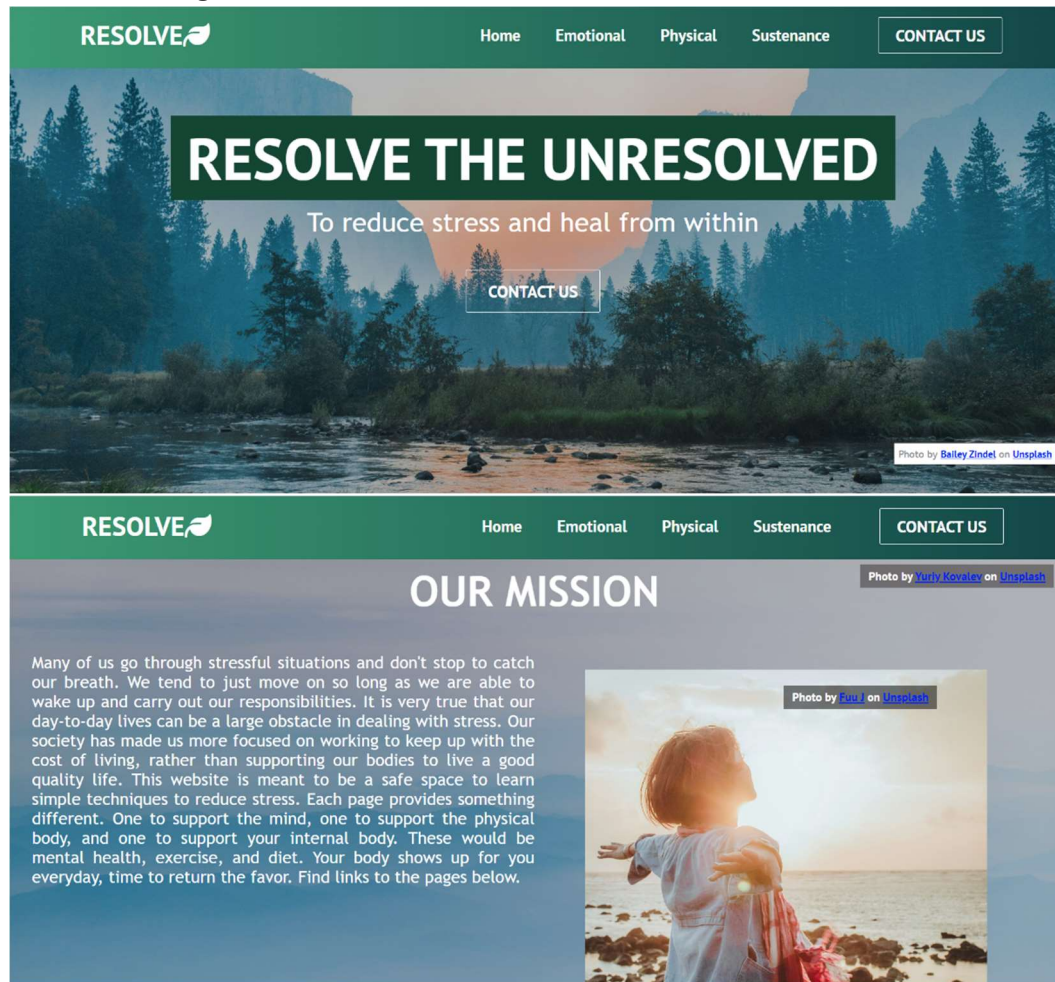 RESOLVE
Home Emotional Physical Sustenance CONTACT US
RESOLVE THE UNRESOLVED
To reduce stress and heal from within
CONTACT US
Photo by Bailey Zindel on Unsplash
RESOLVE
Home Emotional Physical Sustenance CONTACT US
Photo by Yuriy Kovalev on Unsplash
OUR MISSION
Many of us go through stressful situations and don't stop to catch
our breath. We tend to just move on so long as we are able to
wake up and carry out our responsibilities. It is very true that our
day-to-day lives can be a large obstacle in dealing with stress. Our
society has made us more focused on working to keep up with the
cost of living, rather than supporting our bodies to live a good
quality life. This website is meant to be a safe space to learn
simple techniques to reduce stress. Each page provides something
different. One to support the mind, one to support the physical
body, and one to support your internal body. These would be
mental health, exercise, and diet. Your body shows up for you
everyday, time to return the favor. Find links to the pages below.
Photo by Fuu J on Unsplash